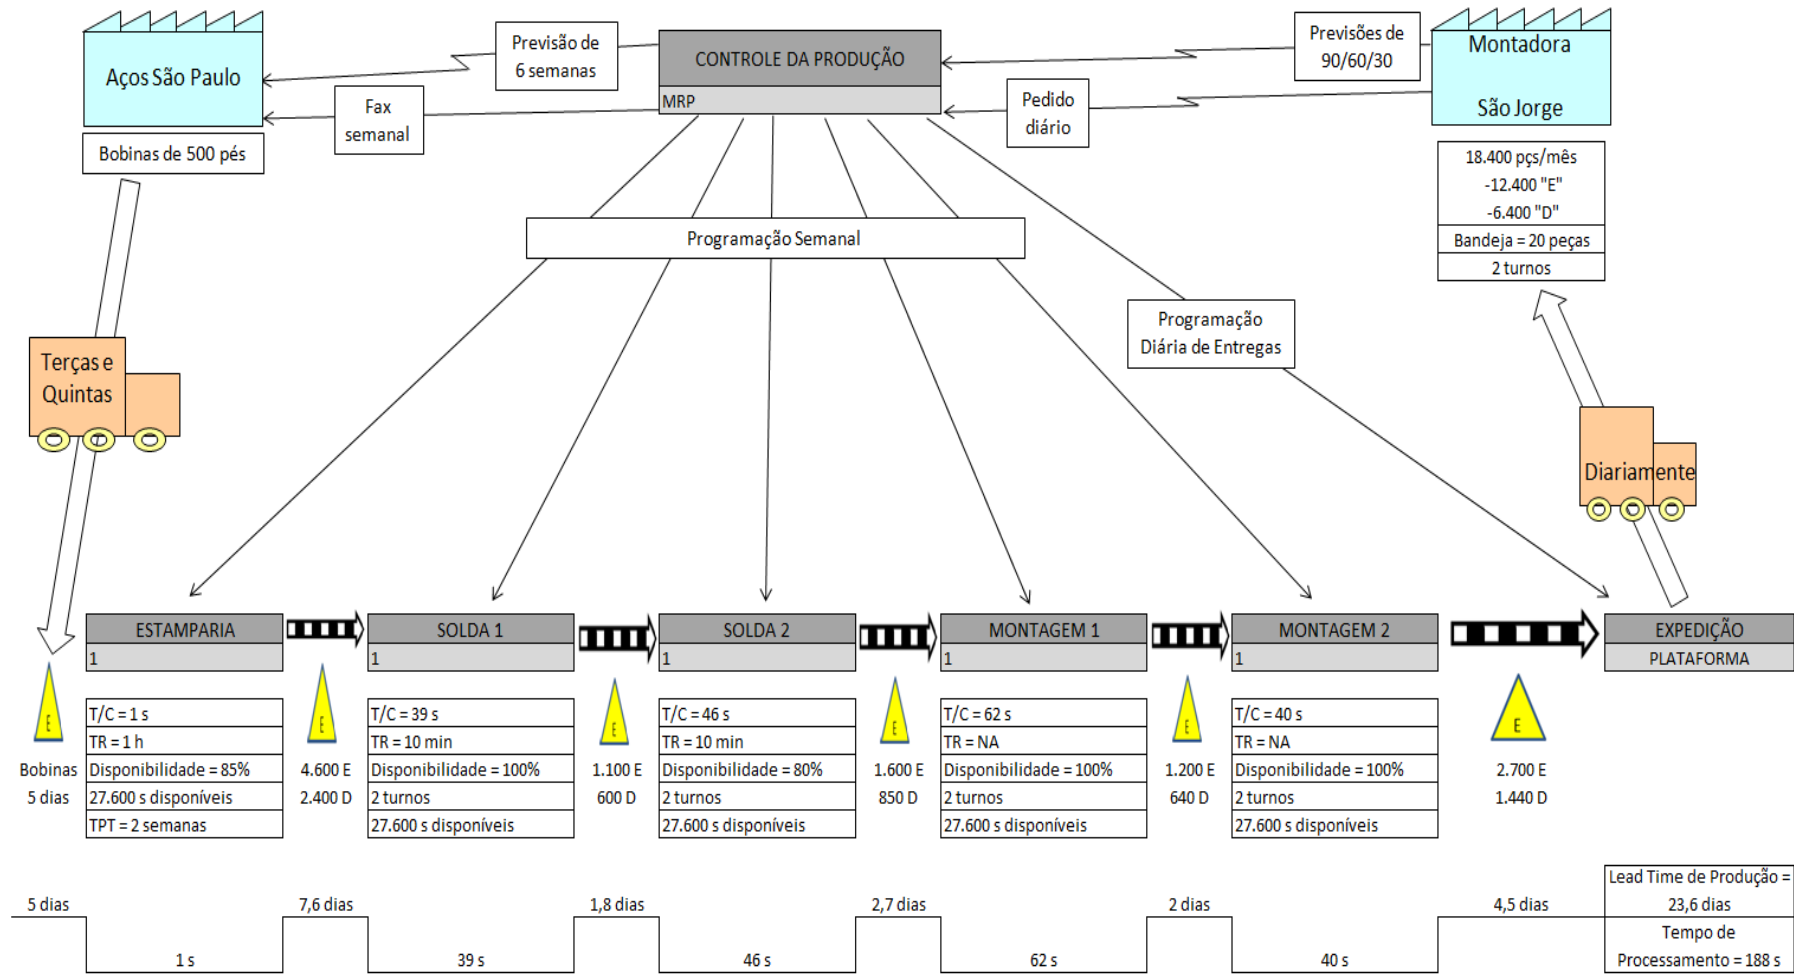 Aços São Paulo
Bobinas de 500 pés
Previsão de
6 semanas
Fax
semanal
CONTROLE DA PRODUÇÃO
MRP
Previsões de
90/60/30
Pedido
diário
Montadora
São Jorge
18.400 pçs/mês
-12.400 "E"
-6.400 "D"
Bandeja = 20 peças
2 turnos
Programação Semanal
Programação
Diária de Entregas
Terças e
Quintas
Diariamente
E
Bobinas
5 dias
ESTAMPARIA
1
T/C = 1 s
TR = 1 h
Disponibilidade = 85%
27.600 s disponíveis
TPT = 2 semanas
E
4.600 E
2.400 D
SOLDA 1
1
T/C = 39 s
TR = 10 min
Disponibilidade = 100%
2 turnos
27.600 s disponíveis
E
1.100 E
600 D
SOLDA 2
1
T/C = 46 s
TR = 10 min
Disponibilidade = 80%
2 turnos
27.600 s disponíveis
E
1.600 E
850 D
MONTAGEM 1
1
T/C = 62 s
TR = NA
Disponibilidade = 100%
2 turnos
27.600 s disponíveis
E
1.200 E
640 D
MONTAGEM 2
1
T/C = 40 s
TR = NA
Disponibilidade = 100%
2 turnos
27.600 s disponíveis
E
2.700 E
1.440 D
EXPEDIÇÃO
PLATAFORMA
5 dias
1 s
7,6 dias
39 s
1,8 dias
46 s
2,7 dias
62 s
2 dias
40 s
4,5 dias
Lead Time de Produção =
23,6 dias
Tempo de
Processamento = 188 s